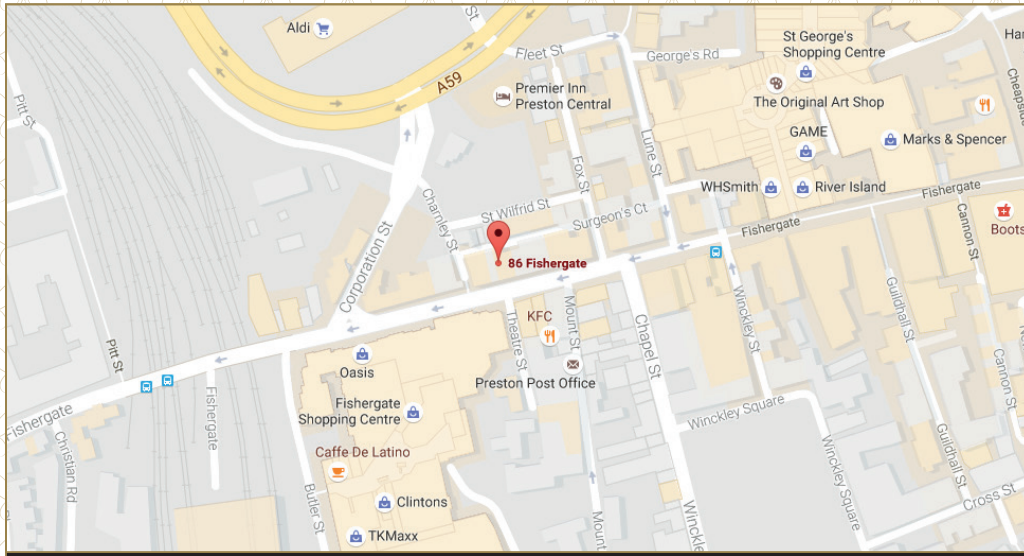 Aldi
A59
St
Fleet St
George's Rd
St George's
Shopping Centre
Premier Inn
Preston Central
The Original Art Shop
GAME
Marks & Spencer
Cheapside
Pitt St
Lune St
Fox St
WHSmith
River Island
Fishergate
Charnley St
St Wilfrid St
Surgeon's Ct
Fishergate
Cannon St
Boots
Corporation St
86 Fishergate
KFC
Theatre St
Mount St
Chapel St
Winckley St
Guildhall St
Pitt St
Oasis
Preston Post Office
Cannon St
Fishergate
Fishergate
Fishergate
Shopping Centre
Winckley Square
Christian Rd
Caffe De Latino
Winckley Square
Guildhall St
Butler St
Clintons
Cross St
TKMaxx
Mount